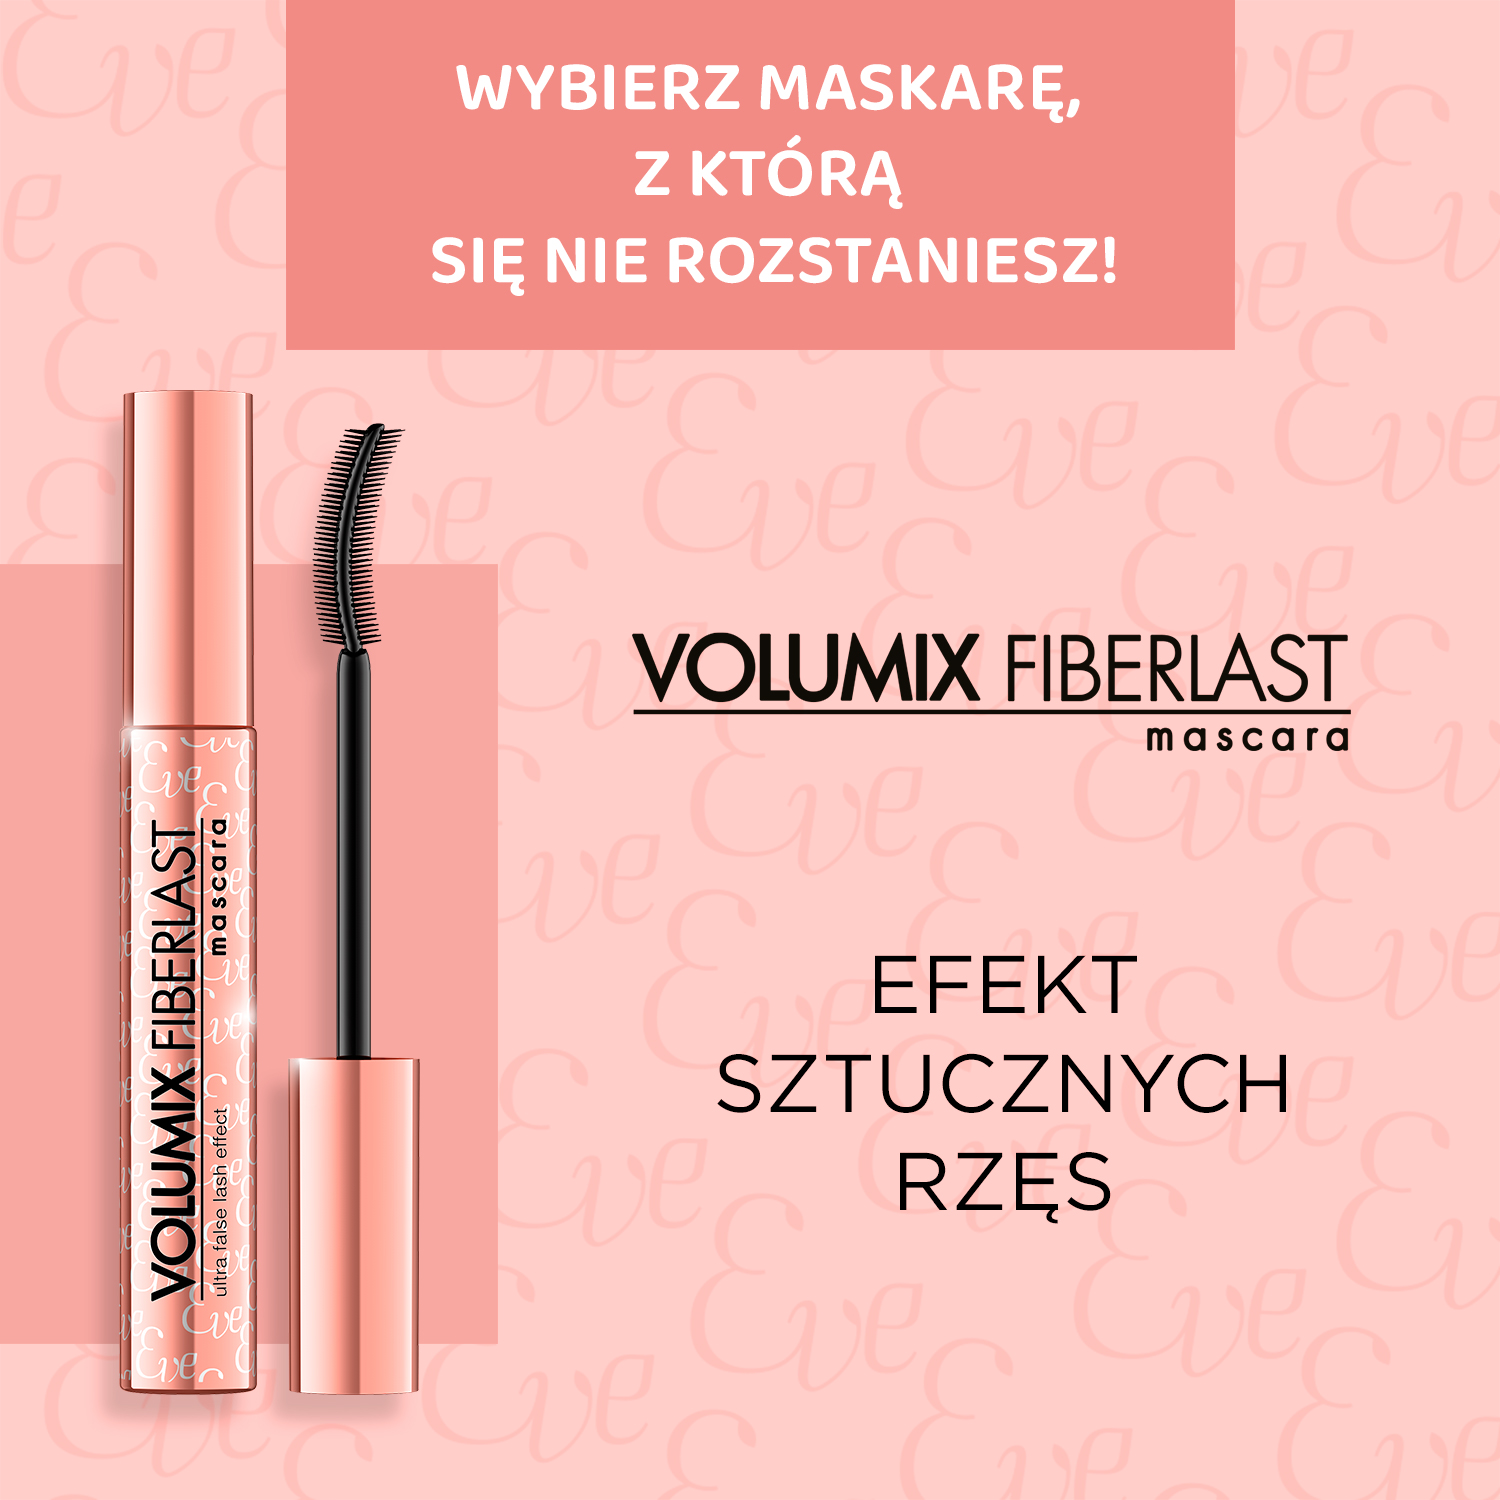 WYBIERZ MASKARĘ,
Z KTÓRĄ
SIĘ NIE ROZSTANIESZ!
VOLUMIX FIBERLAST
mascara
EFEKT
SZTUCZNYCH
RZĘS
VOLUMIX FIBERLAST
mascara
ultra false lash effect
Eve